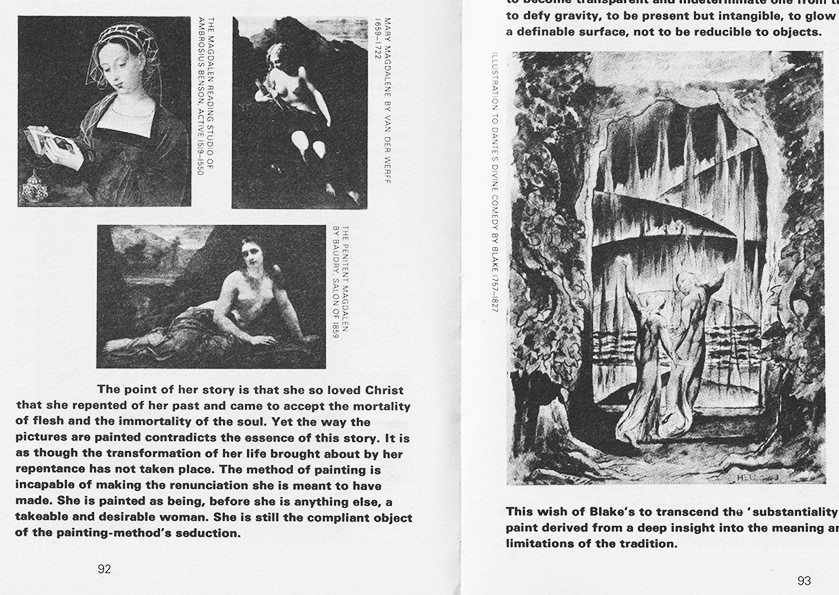 THE MAGDALEN READING STUDIO OF
AMBROSIUS BENSON, ACTIVE 1519–1550
MARY MAGDALENE BY VAN DER WERFF
1659–1722
THE PENITENT MAGDALEN
BY BAUDRY. SALON OF 1859
The point of her story is that she so loved Christ
that she repented of her past and came to accept the mortality
of flesh and the immortality of the soul. Yet the way the
pictures are painted contradicts the essence of this story. It is
as though the transformation of her life brought about by her
repentance has not taken place. The method of painting is
incapable of making the renunciation she is meant to have
made. She is painted as being, before she is anything else, a
takeable and desirable woman. She is still the compliant object
of the painting-method's seduction.
92
to become transparent and indeterminate one from
to defy gravity, to be present but intangible, to glow
a definable surface, not to be reducible to objects.
ILLUSTRATION TO DANTE'S DIVINE COMEDY BY BLAKE 1757–1827
This wish of Blake's to transcend the 'substantiality
paint derived from a deep insight into the meaning
limitations of the tradition.
93